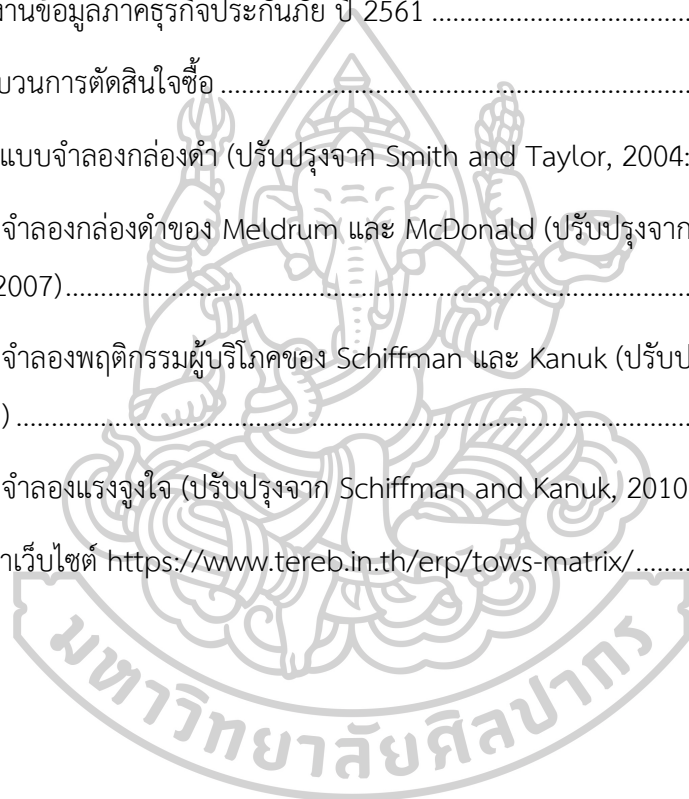 งานข้อมูลภาคธุรกิจประกันภัย ปี 2561 ........................................
บวนการตัดสินใจซื้อ ........................................................................
แบบจำลองกล่องดำ (ปรับปรุงจาก Smith and Taylor, 2004:
จำลองกล่องดำของ Meldrum และ McDonald (ปรับปรุงจาก
2007)................................................................................................
จำลองพฤติกรรมผู้บริโภคของ Schiffman และ Kanuk (ปรับป
) ........................................................................................................
จำลองแรงจูงใจ (ปรับปรุงจาก Schiffman and Kanuk, 2010
าเว็บไซต์ https://www.tereb.in.th/erp/tows-matrix/........
มหาวิทยาลัยศิลปากร